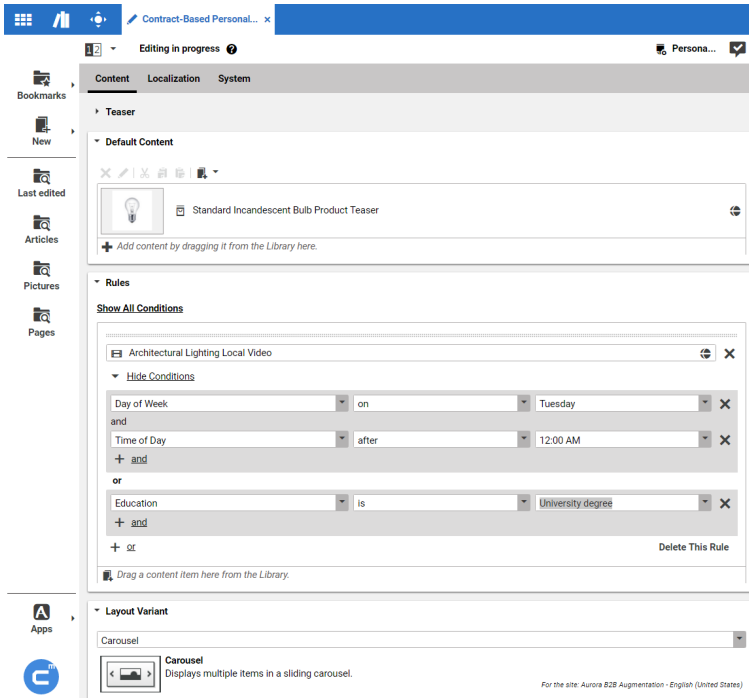 Contract-Based Personal... ×
12 Editing in progress ? Persona...
Content Localization System
Bookmarks
New
Last edited
Articles
Pictures
Pages
Apps
Teaser
Default Content
Standard Incandescent Bulb Product Teaser
Add content by dragging it from the Library here.
Rules
Show All Conditions
Architectural Lighting Local Video
Hide Conditions
Day of Week on Tuesday
and
Time of Day after 12:00 AM
+ and
or
Education is University degree
+ and
+ or Delete This Rule
Drag a content item here from the Library.
Layout Variant
Carousel
Carousel
Displays multiple items in a sliding carousel.
For the site: Aurora B2B Augmentation - English (United States)